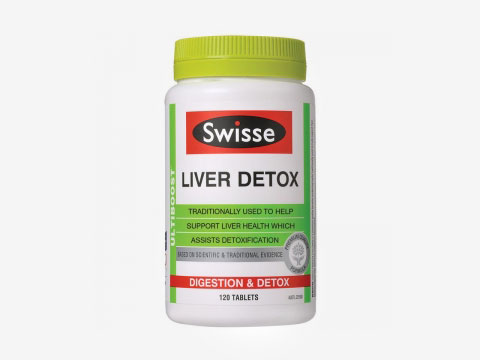 Swisse
ULTIBOOST
LIVER DETOX
TRADITIONALLY USED TO HELP
SUPPORT LIVER HEALTH WHICH
ASSISTS DETOXIFICATION
BASED ON SCIENTIFIC & TRADITIONAL EVIDENCE
DIGESTION & DETOX
120 TABLETS